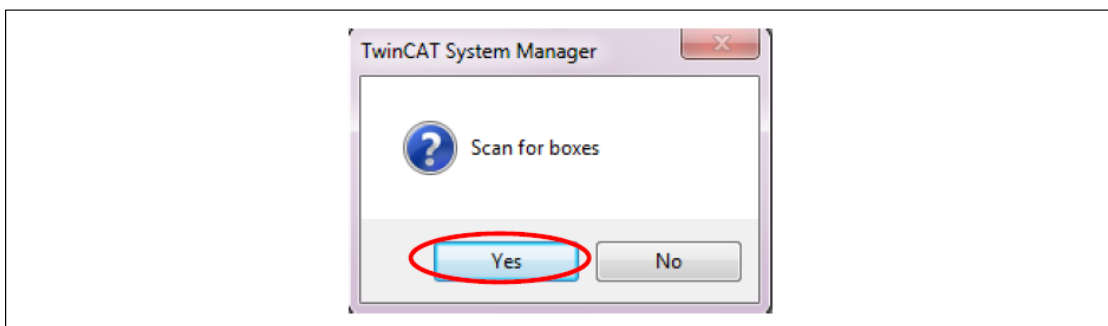 TwinCAT System Manager
Scan for boxes
Yes No